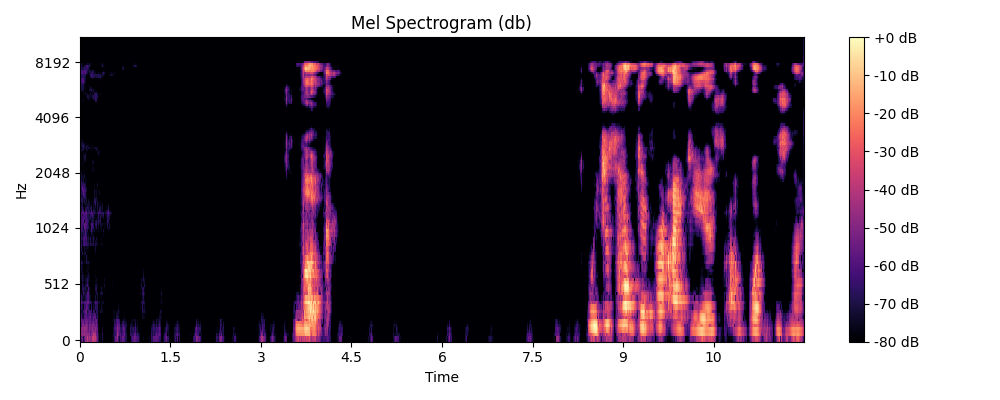 Mel Spectrogram (db)
Hz
8192
4096
2048
1024
512
0
0 1.5 3 4.5 6 7.5 9 10
Time
+0 dB
-10 dB
-20 dB
-30 dB
-40 dB
-50 dB
-60 dB
-70 dB
-80 dB